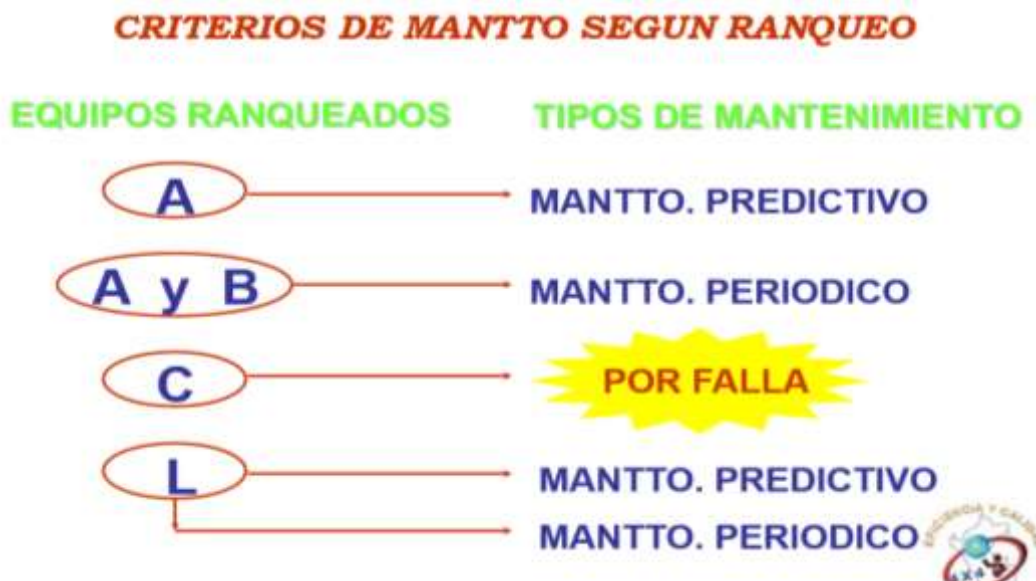 CRITERIOS DE MANTTO SEGUN RANQUEO
EQUIPOS RANQUEADOS
TIPOS DE MANTENIMIENTO
A
MANTTO. PREDICTIVO
A y B
MANTTO. PERIODICO
C
POR FALLA
L
MANTTO. PREDICTIVO
MANTTO. PERIODICO